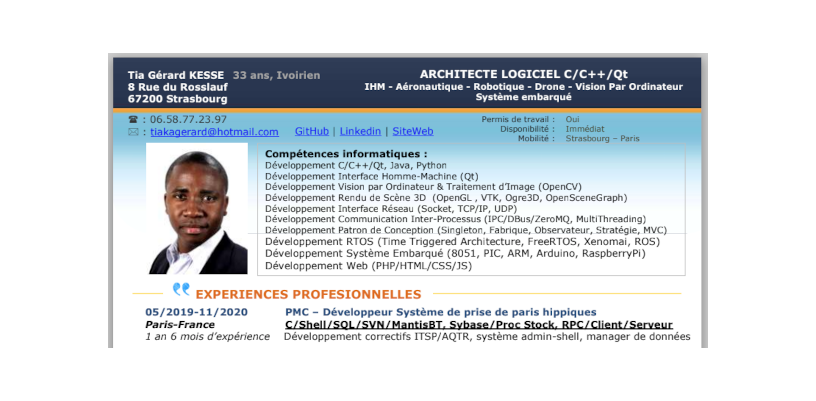 Tia Gérard KESSE 33 ans, Ivoirien
8 Rue du Rosslauf
67200 Strasbourg
ARCHITECTE LOGICIEL C/C++/Qt
IHM - Aéronautique - Robotique - Drone - Vision Par Ordinateur
Système embarqué
☎ : 06.58.77.23.97
✉ : tiakagerard@hotmail.com GitHub | Linkedin | SiteWeb
Permis de travail : Oui
Disponibilité : Immédiat
Mobilité : Strasbourg – Paris
Compétences informatiques :
Développement C/C++/Qt, Java, Python
Développement Interface Homme-Machine (Qt)
Développement Vision par Ordinateur & Traitement d'Image (OpenCV)
Développement Rendu de Scène 3D (OpenGL , VTK, Ogre3D, OpenSceneGraph)
Développement Interface Réseau (Socket, TCP/IP, UDP)
Développement Communication Inter-Processus (IPC/DBus/ZeroMQ, MultiThreading)
Développement Patron de Conception (Singleton, Fabrique, Observateur, Stratégie, MVC)
Développement RTOS (Time Triggered Architecture, FreeRTOS, Xenomai, ROS)
Développement Système Embarqué (8051, PIC, ARM, Arduino, RaspberryPi)
Développement Web (PHP/HTML/CSS/JS)
EXPERIENCES PROFESIONNELLES
05/2019-11/2020 PMC – Développeur Système de prise de paris hippiques
Paris-France C/Shell/SQL/SVN/MantisBT, Sybase/Proc Stock, RPC/Client/Serveur
1 an 6 mois d'expérience Développement correctifs ITSP/AQTR, système admin-shell, manager de données